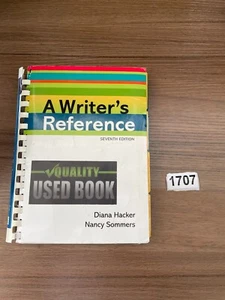 A Writer's
Reference
SEVENTH EDITION
QUALITY
USED BOOK
Diana Hacker
Nancy Sommers
1707